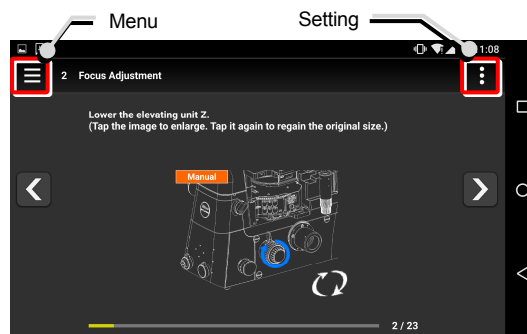 Menu
Setting
1:08
2 Focus Adjustment
Lower the elevating unit Z.
(Tap the image to enlarge. Tap it again to regain the original size.)
Manual
2 / 23